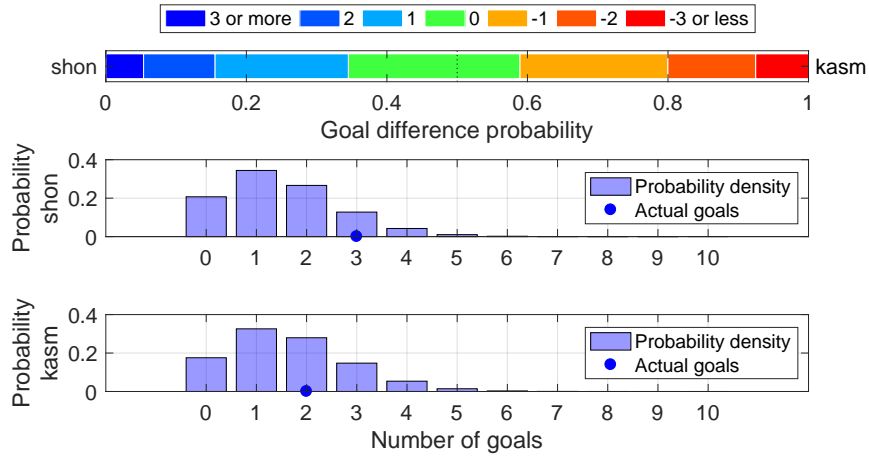 3 or more 2 1 0 -1 -2 -3 or less
shon kasm
0 0.2 0.4 0.6 0.8 1
Goal difference probability
Probability
shon
0.4
0.2
0
Probability density
Actual goals
0 1 2 3 4 5 6 7 8 9 10
Probability
kasm
0.4
0.2
0
Probability density
Actual goals
0 1 2 3 4 5 6 7 8 9 10
Number of goals